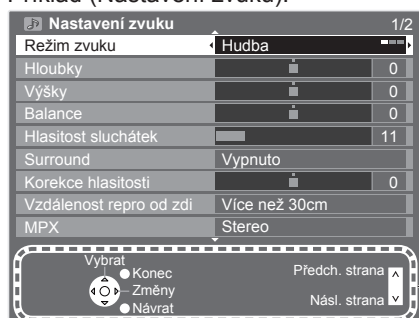 Příklad (Nastavení zvuku):
Nastavení zvuku 1/2
Režim zvuku Hudba
Hloubky 0
Výšky 0
Balance 0
Hlasitost sluchátek 11
Surround Vypnuto
Korekce hlasitosti 0
Vzdálenost repro od zdi Více než 30cm
MPX Stereo
Vybrat
Konec
Předch. strana
Změny
Násl. strana
Návrat